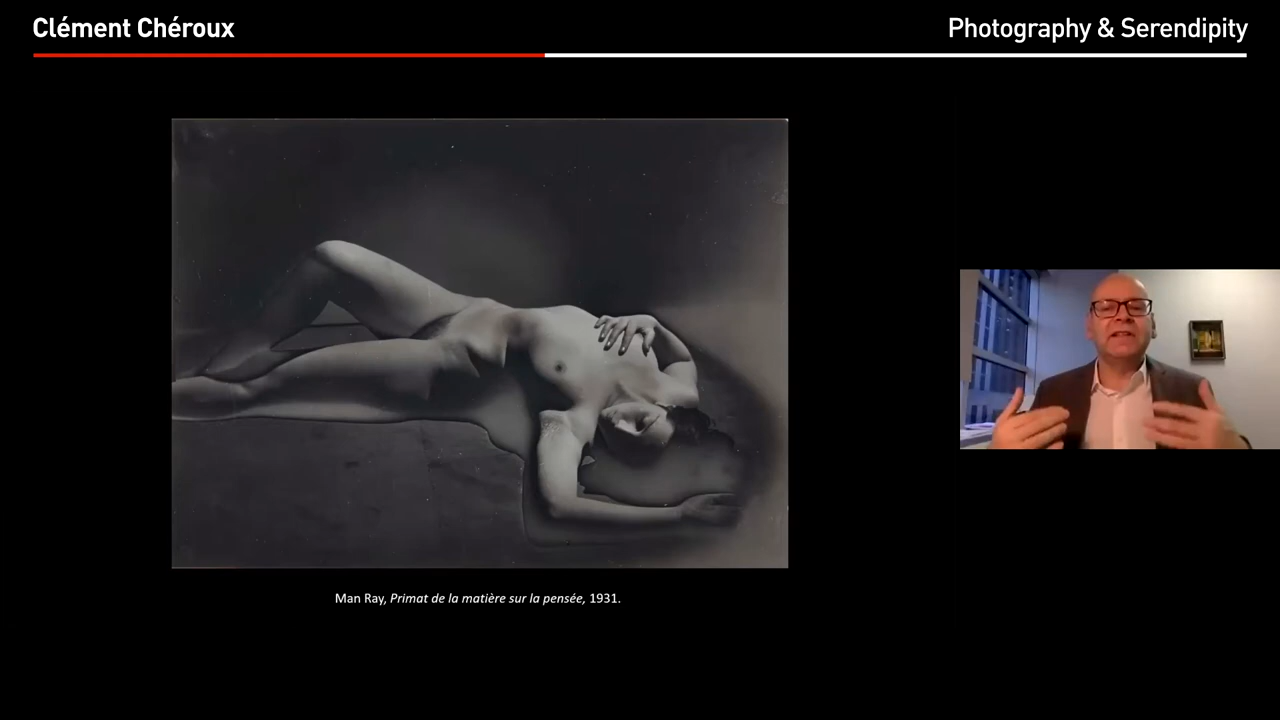 Clément Chéroux
Photography & Serendipity
Man Ray, Primat de la matière sur la pensée, 1931.